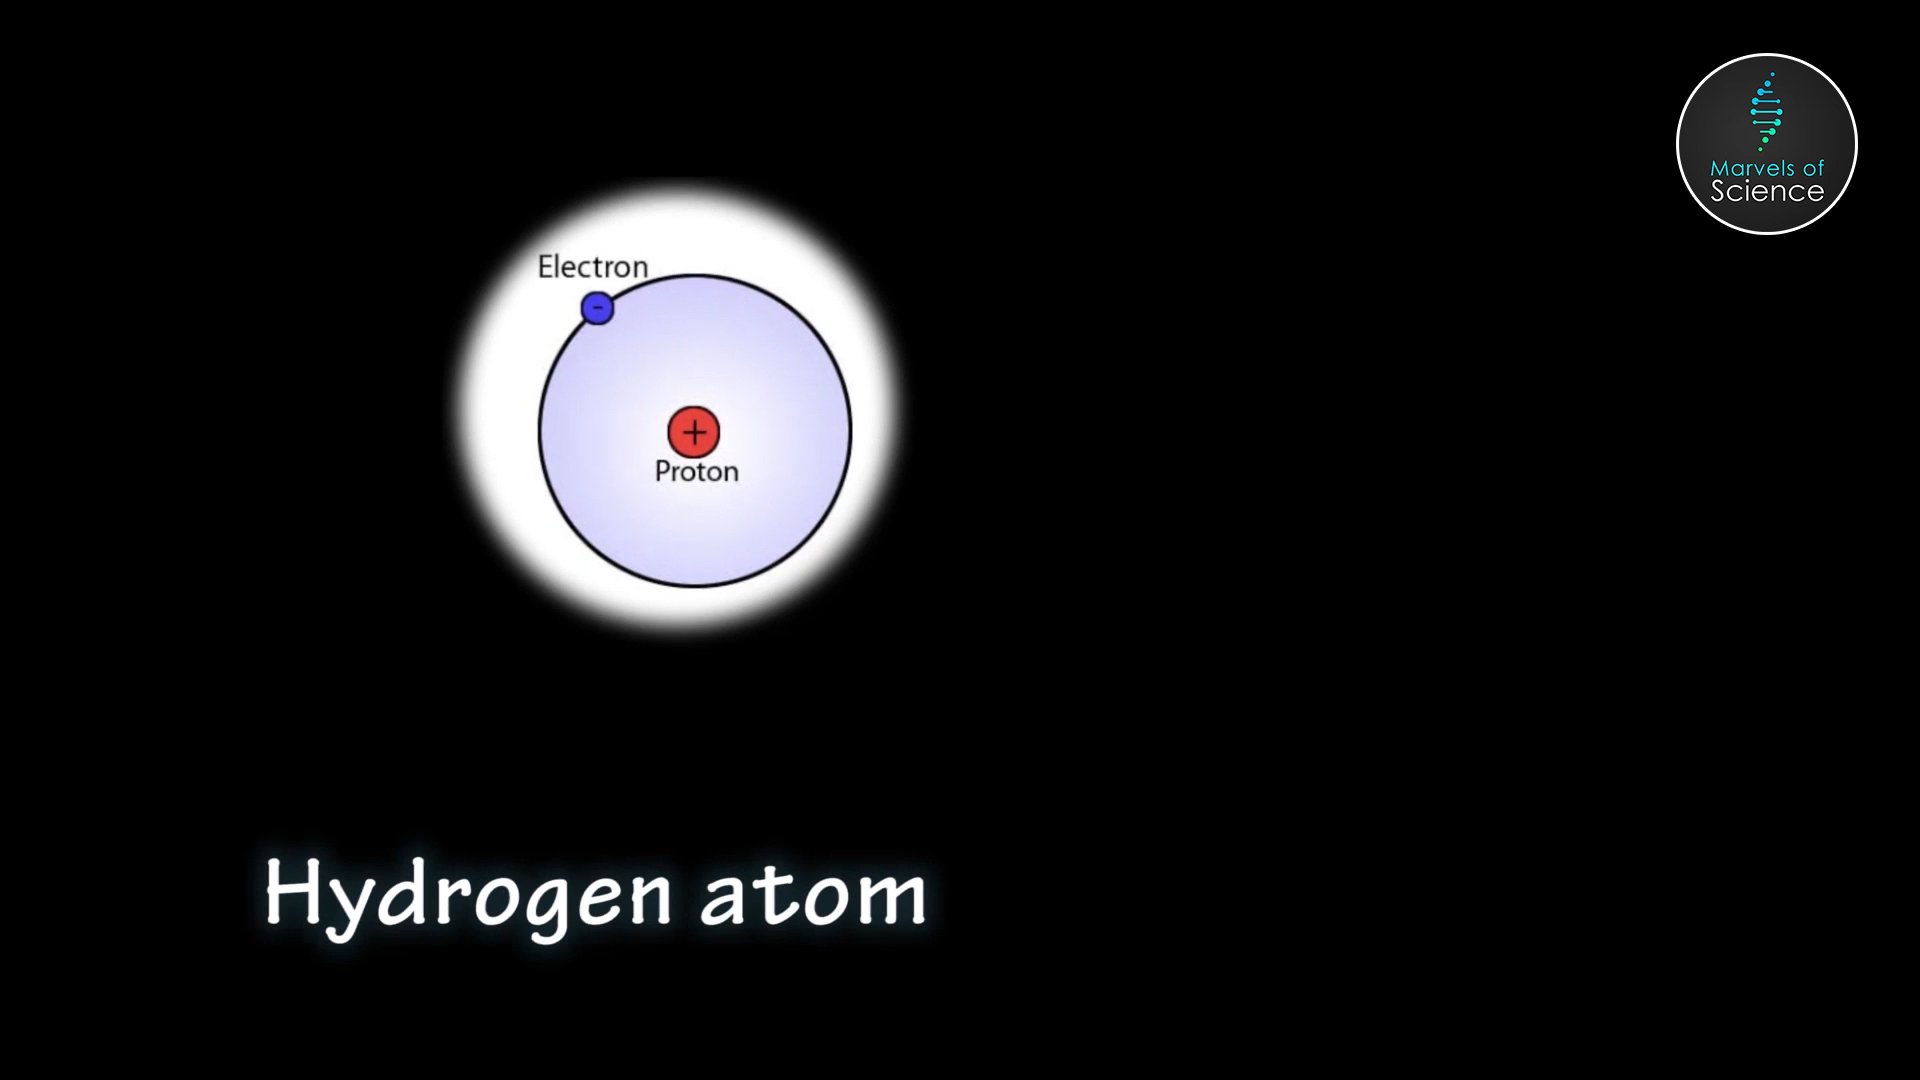 Marvels of
Science
Electron
-
+
Proton
Hydrogen atom